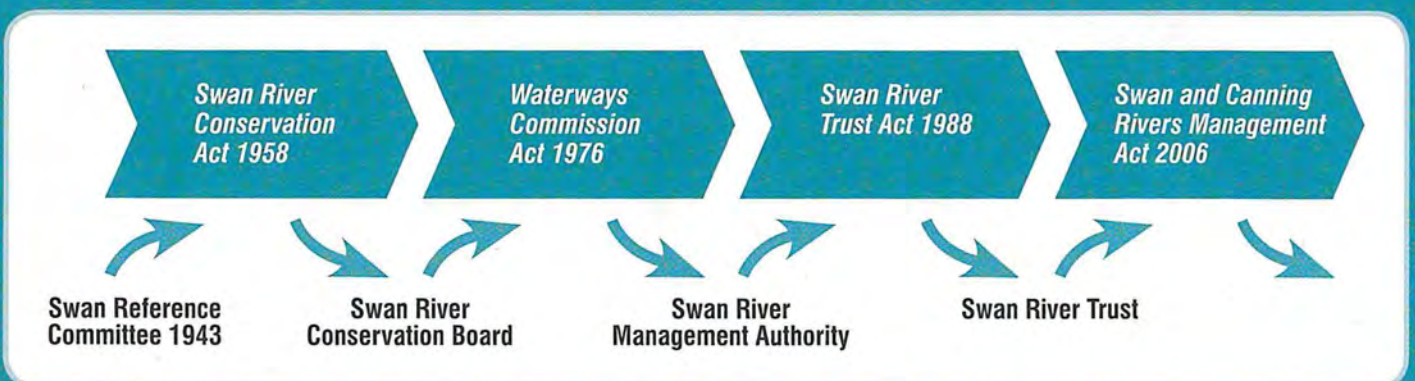 Swan River
Conservation
Act 1958
Waterways
Commission
Act 1976
Swan River
Trust Act 1988
Swan and Canning
Rivers Management
Act 2006
Swan Reference
Committee 1943
Swan River
Conservation Board
Swan River
Management Authority
Swan River Trust